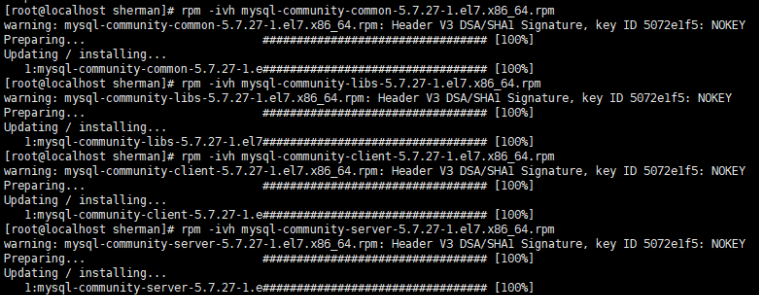 [root@localhost sherman]# rpm -ivh mysql-community-common-5.7.27-1.el7.x86_64.rpm
warning: mysql-community-common-5.7.27-1.el7.x86_64.rpm: Header V3 DSA/SHA1 Signature, key ID 5072e1f5: NOKEY
Preparing... ################################# [100%]
Updating / installing...
1:mysql-community-common-5.7.27-1.e################################# [100%]
[root@localhost sherman]# rpm -ivh mysql-community-libs-5.7.27-1.el7.x86_64.rpm
warning: mysql-community-libs-5.7.27-1.el7.x86_64.rpm: Header V3 DSA/SHA1 Signature, key ID 5072e1f5: NOKEY
Preparing... ################################# [100%]
Updating / installing...
1:mysql-community-libs-5.7.27-1.el7################################# [100%]
[root@localhost sherman]# rpm -ivh mysql-community-client-5.7.27-1.el7.x86_64.rpm
warning: mysql-community-client-5.7.27-1.el7.x86_64.rpm: Header V3 DSA/SHA1 Signature, key ID 5072e1f5: NOKEY
Preparing... ################################# [100%]
Updating / installing...
1:mysql-community-client-5.7.27-1.e################################# [100%]
[root@localhost sherman]# rpm -ivh mysql-community-server-5.7.27-1.el7.x86_64.rpm
warning: mysql-community-server-5.7.27-1.el7.x86_64.rpm: Header V3 DSA/SHA1 Signature, key ID 5072e1f5: NOKEY
Preparing... ################################# [100%]
Updating / installing...
1:mysql-community-server-5.7.27-1.e################################# [100%]